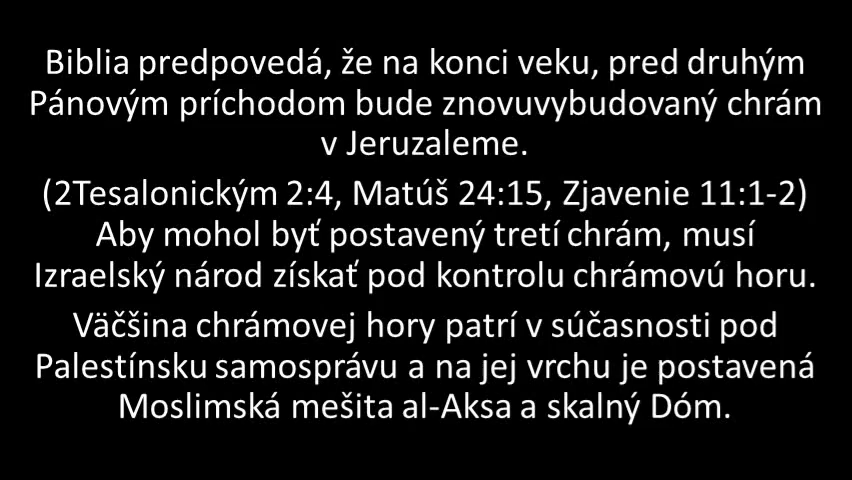 Biblia predpovedá, že na konci veku, pred druhým
Pánovým príchodom bude znovuvybudovaný chrám
v Jeruzaleme.
(2Tesalonickým 2:4, Matúš 24:15, Zjavenie 11:1-2)
Aby mohol byť postavený tretí chrám, musí
Izraelský národ získať pod kontrolu chrámovú horu.
Väčšina chrámovej hory patrí v súčasnosti pod
Palestínsku samosprávu a na jej vrchu je postavená
Moslimská mešita al-Aksa a skalný Dóm.